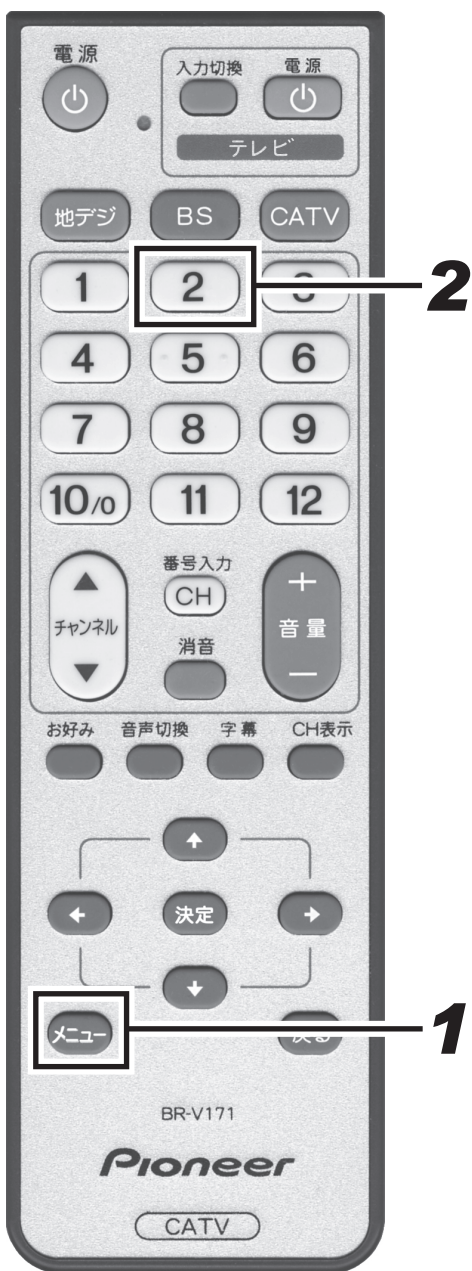 電源
入力切換 電源
テレビ
地デジ BS CATV
1 2
2
4 5 6
7 8 9
10/0 11 12
番号入力
CH
＋
チャンネル 音量
－
消音
お好み 音声切換 字幕 CH表示
決定
メニュー
1
BR-V171
Pioneer
CATV